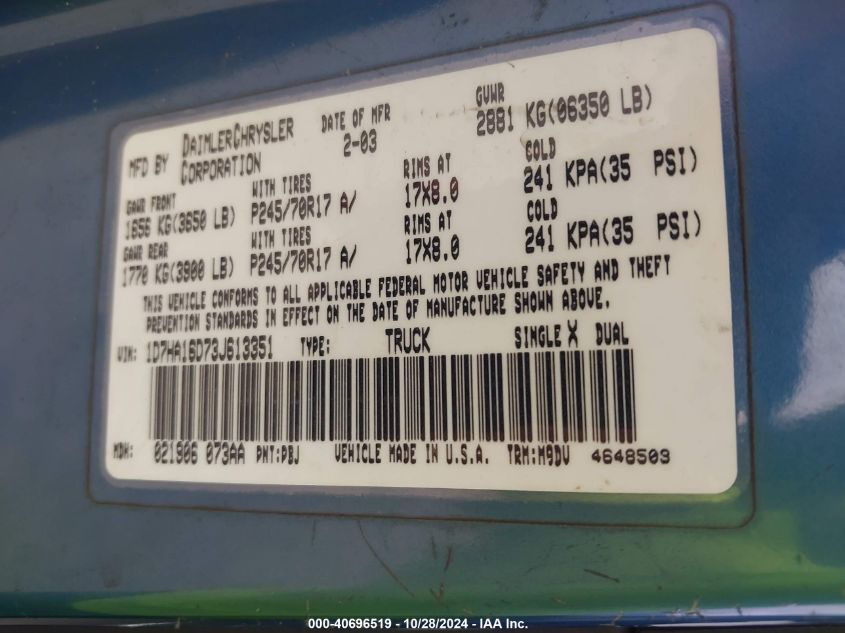 MFD BY DAIMLERCHRYSLER CORPORATION
DATE OF MFR 2-03
GVWR 2881 KG(06350 LB)
GAWR FRONT 1656 KG(3650 LB)
WITH TIRES P245/70R17 A/
RIMS AT 17X8.0
COLD 241 KPA(35 PSI)
GAWR REAR 1770 KG(3900 LB)
WITH TIRES P245/70R17 A/
RIMS AT 17X8.0
COLD 241 KPA(35 PSI)
THIS VEHICLE CONFORMS TO ALL APPLICABLE FEDERAL MOTOR VEHICLE SAFETY AND THEFT
PREVENTION STANDARDS IN EFFECT ON THE DATE OF MANUFACTURE SHOWN ABOVE.
VIN: 1D7HA16D73J613351 TYPE: TRUCK SINGLE X DUAL
MDH: 021906 073AA PNT:PBJ VEHICLE MADE IN U.S.A. TRM:M9DV 4648503
000-40696519 - 10/28/2024 - IAA Inc.